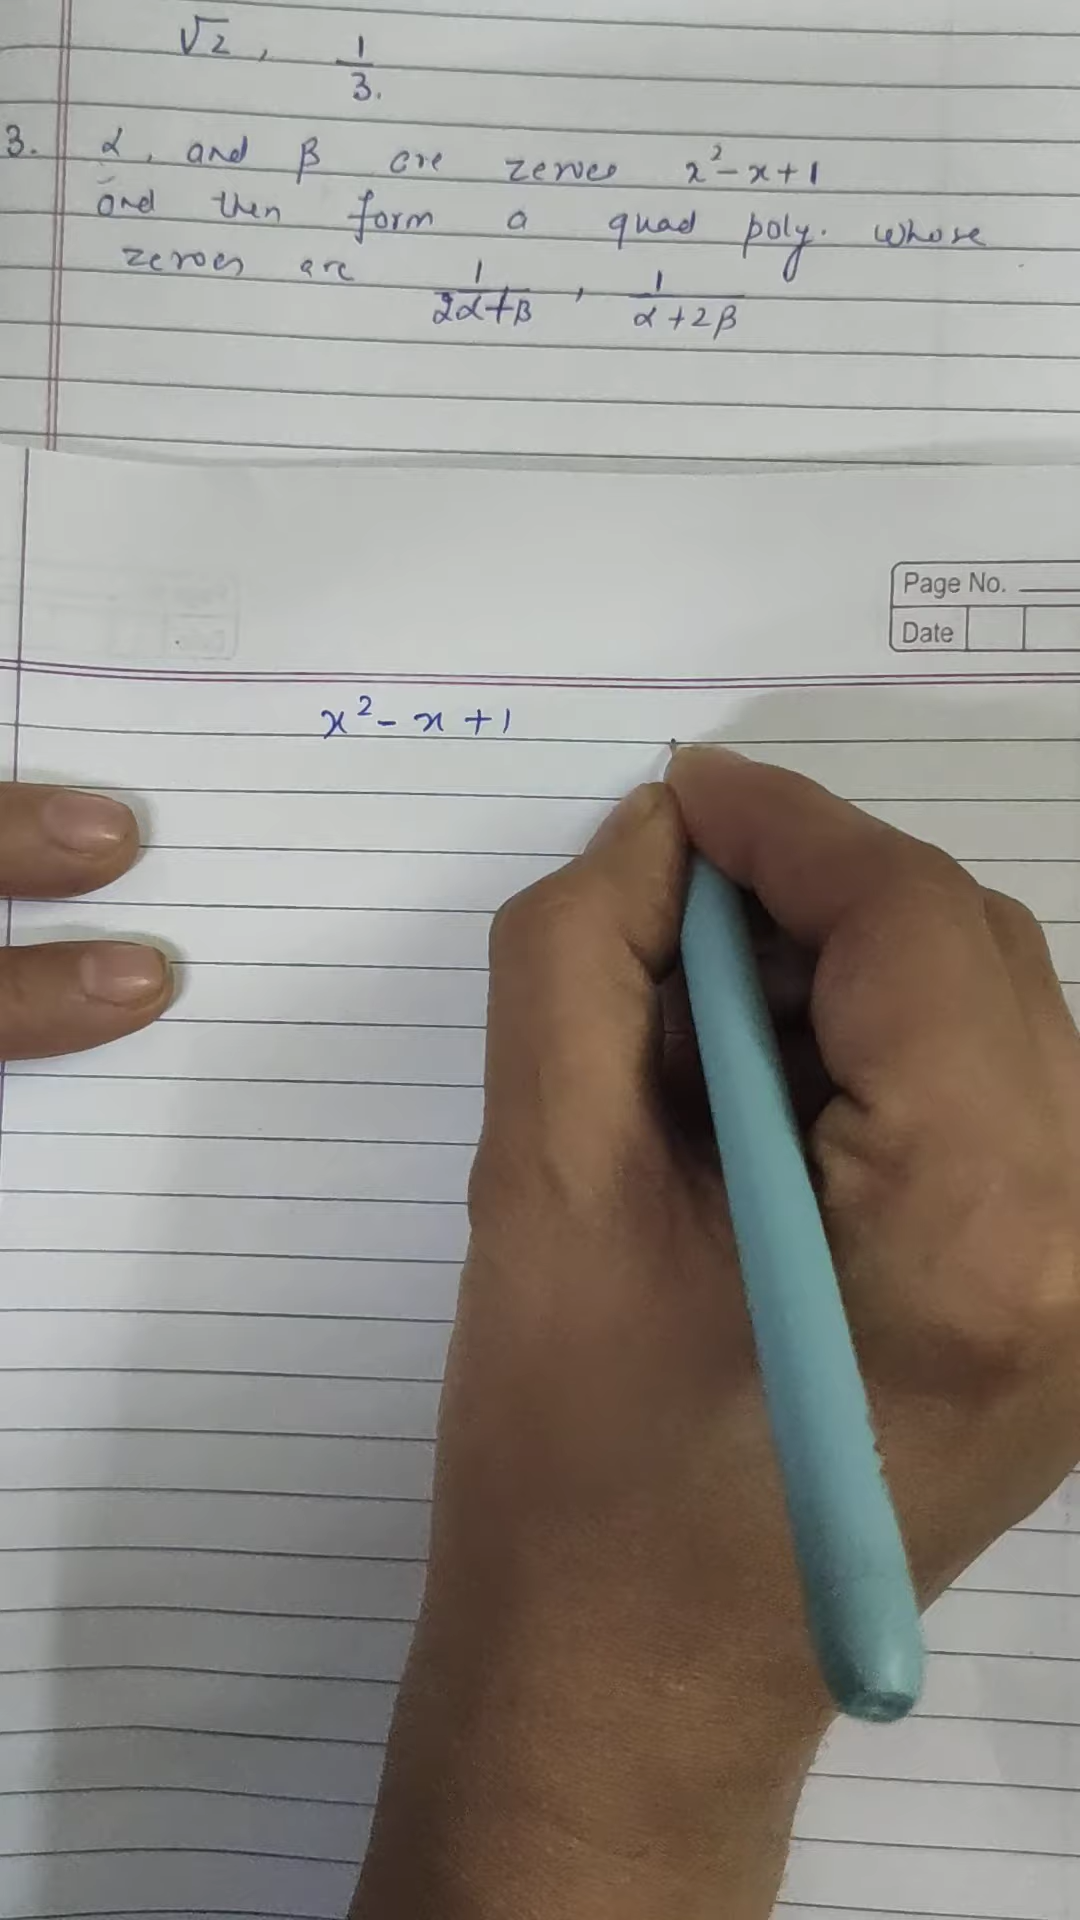 √2, 1/3.
3. α, and β are zeroes x²-x+1
and then form a quad poly. whose
zeroes are 1/(2α+β), 1/(α+2β)
Page No.
Date
x²-x+1